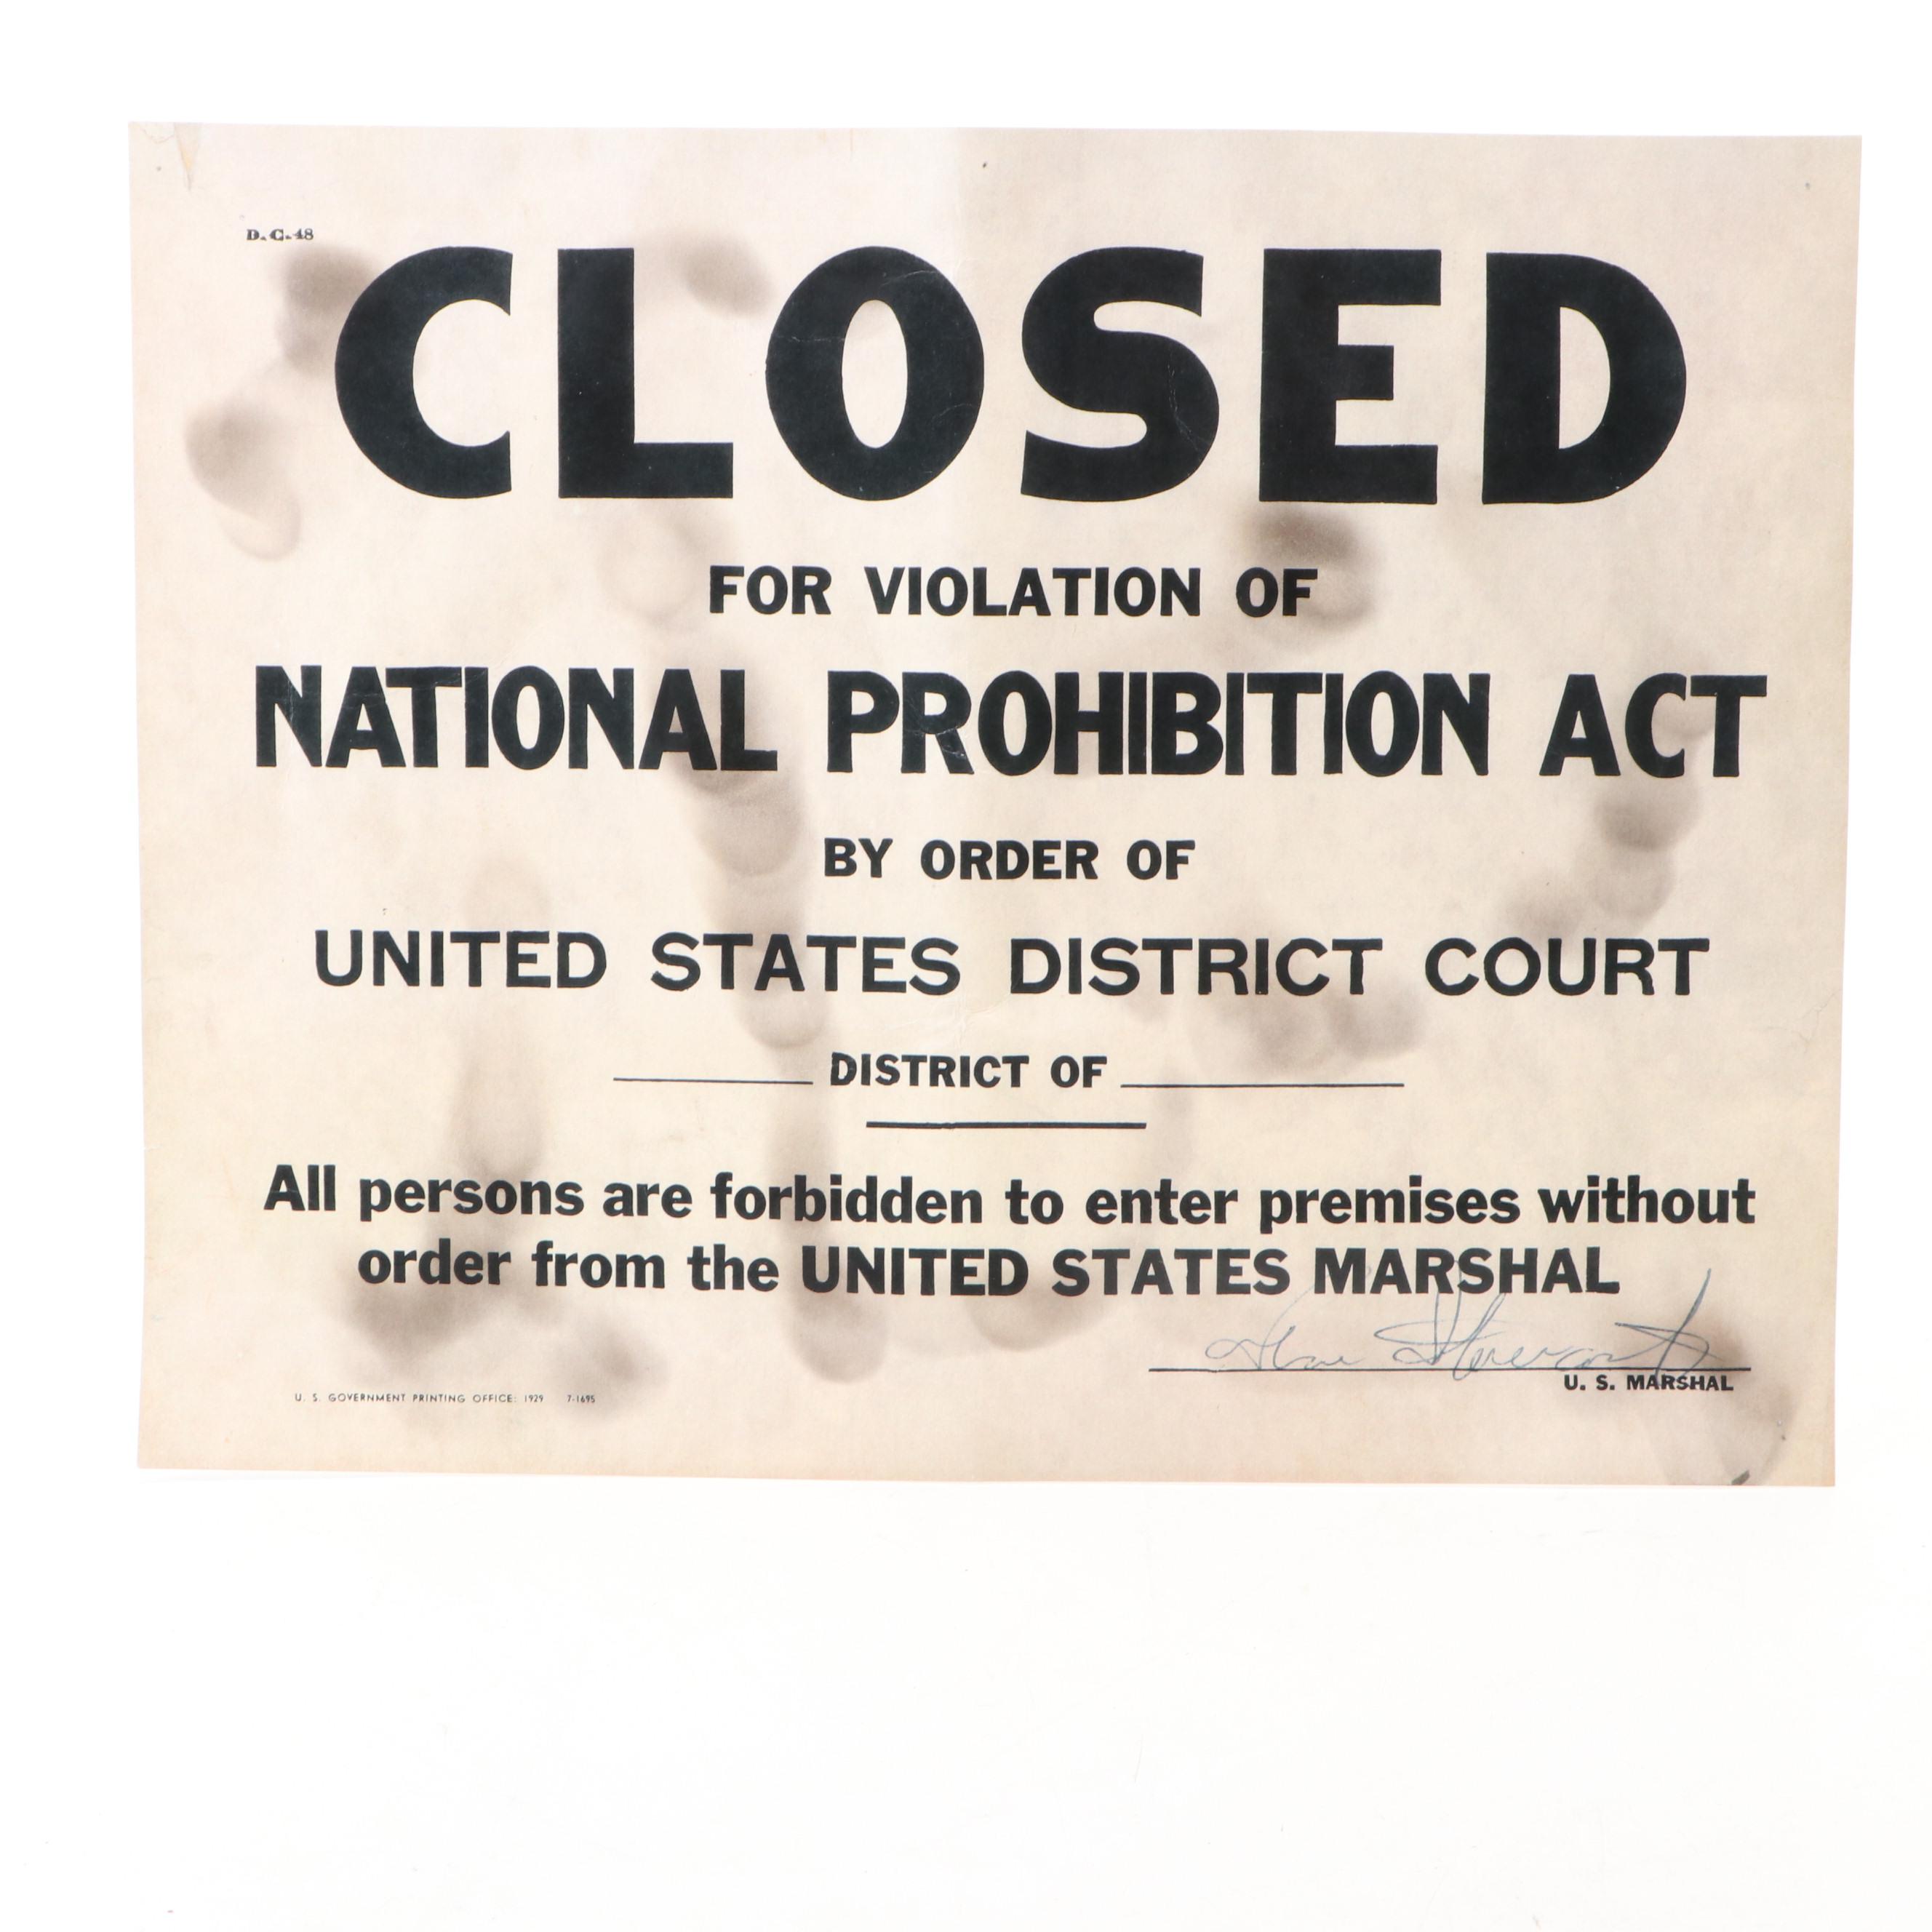 D. C. 48
CLOSED
FOR VIOLATION OF
NATIONAL PROHIBITION ACT
BY ORDER OF
UNITED STATES DISTRICT COURT
DISTRICT OF
All persons are forbidden to enter premises without
order from the UNITED STATES MARSHAL
U. S. MARSHAL
U. S. GOVERNMENT PRINTING OFFICE: 1929 7-1695